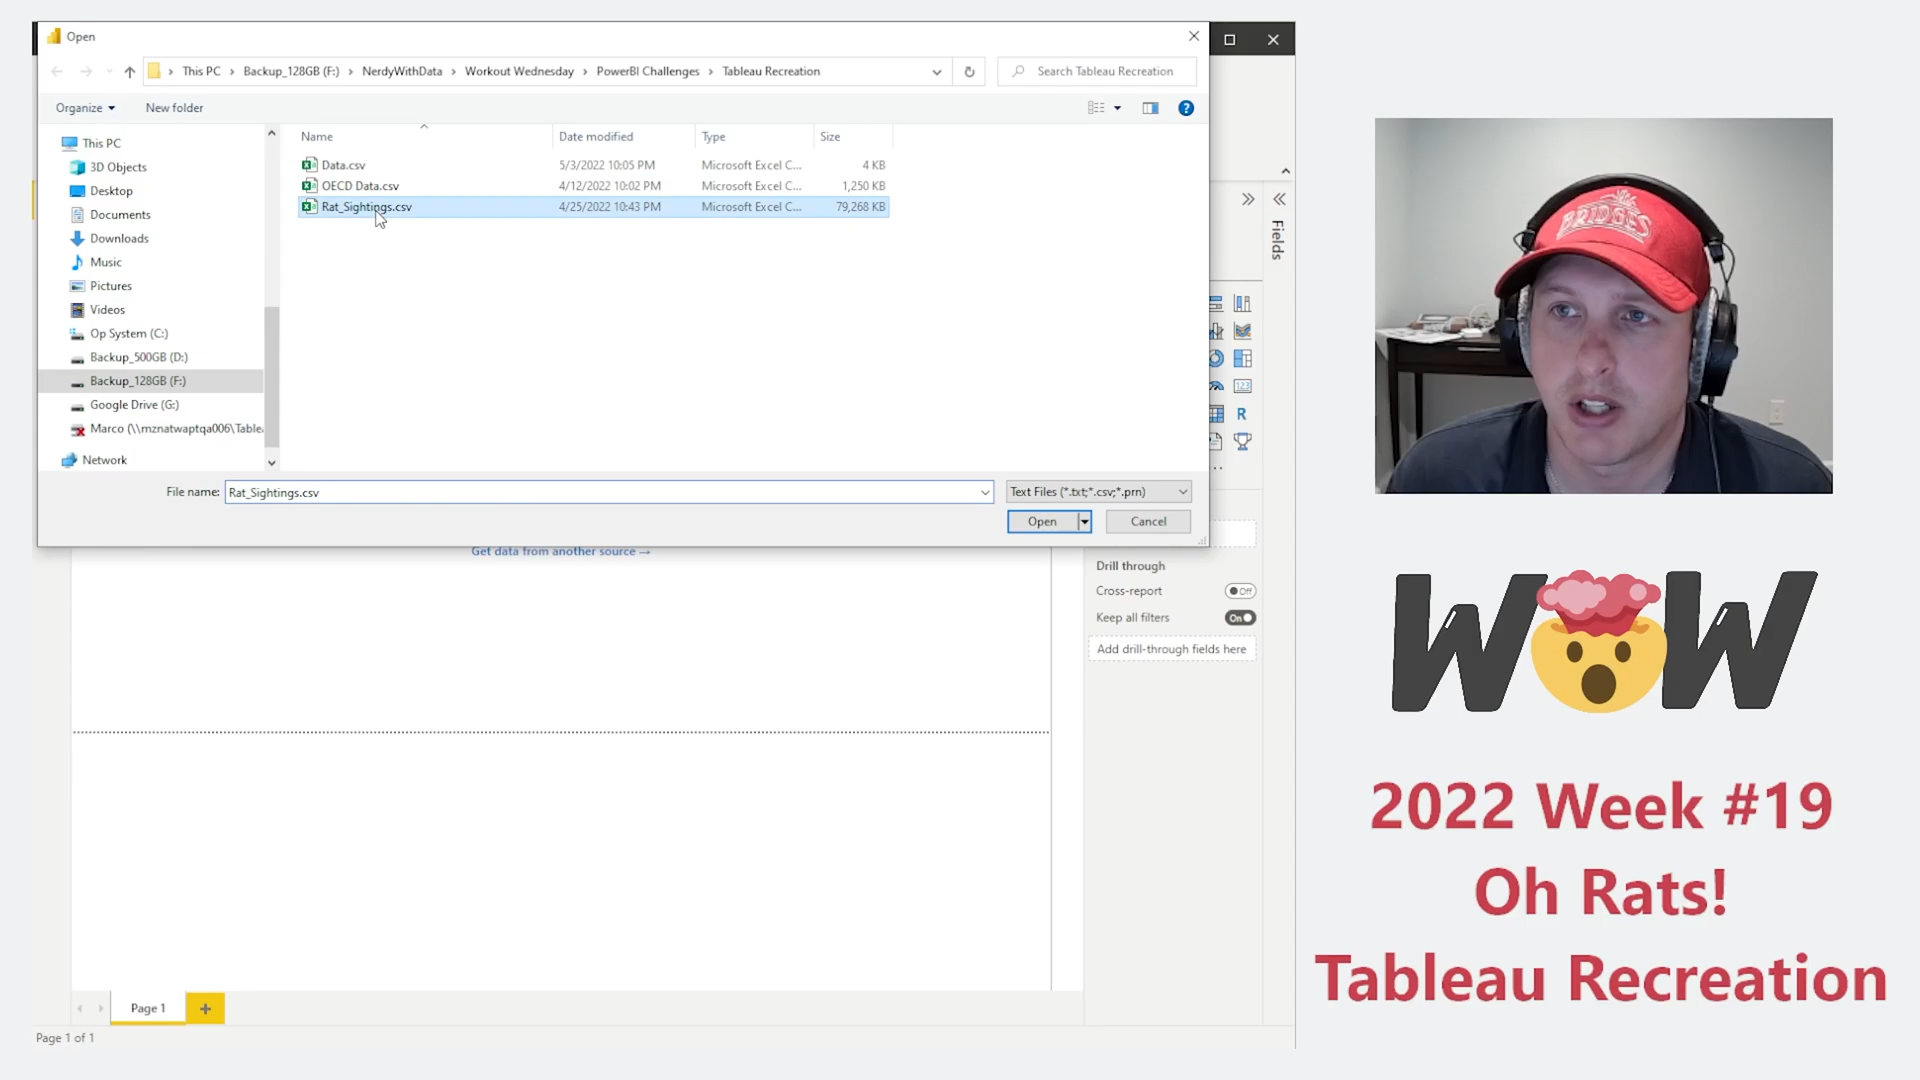 Open
This PC
Backup_128GB (F:)
NerdyWithData
Workout Wednesday
PowerBI Challenges
Tableau Recreation
Search Tableau Recreation
Organize
New folder
Name
Date modified
Type
Size
Data.csv
5/3/2022 10:05 PM
Microsoft Excel C...
4 KB
OECD Data.csv
4/12/2022 10:02 PM
Microsoft Excel C...
1,250 KB
Rat_Sightings.csv
4/25/2022 10:43 PM
Microsoft Excel C...
79,268 KB
This PC
3D Objects
Desktop
Documents
Downloads
Music
Pictures
Videos
Op System (C:)
Backup_500GB (D:)
Backup_128GB (F:)
Google Drive (G:)
Marco (\\mznatwaptqa006\Table
Network
File name:
Rat_Sightings.csv
Text Files (*.txt;*.csv;*.prn)
Open
Cancel
Fields
R
123
Get data from another source →
Drill through
Cross-report
Off
Keep all filters
On
Add drill-through fields here
Page 1
Page 1 of 1
BRIDGES
WOW
2022 Week #19
Oh Rats!
Tableau Recreation